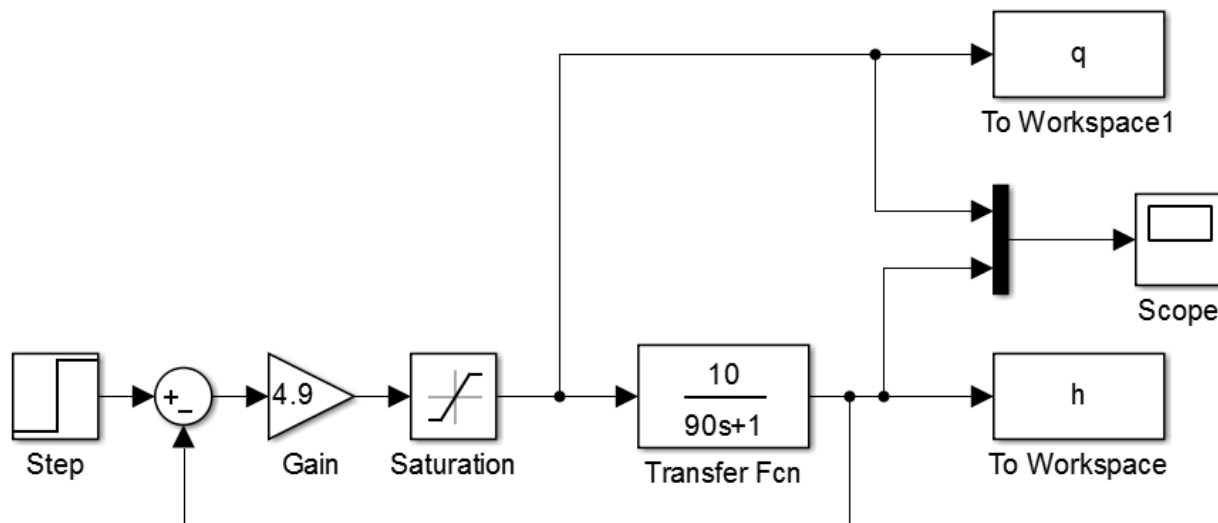 q
To Workspace1
Scope
+
−
4.9
10
90s+1
h
Step
Gain
Saturation
Transfer Fcn
To Workspace